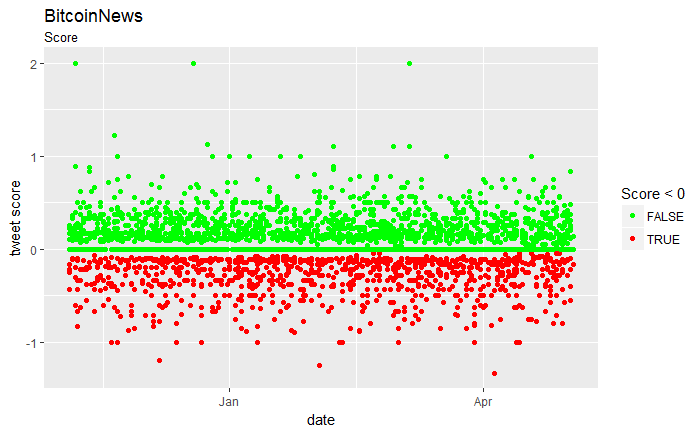 BitcoinNews
Score
tweet score
2
1
0
-1
Jan
Apr
date
Score < 0
FALSE
TRUE